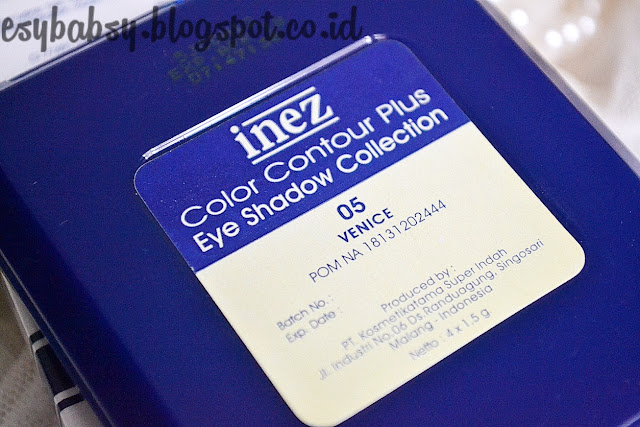 esybabsy.blogspot.co.id
inez
Color Contour Plus
Eye Shadow Collection
05
VENICE
POM NA 18131202444
Batch No.:
Exp. Date :
Produced by :
PT. Kosmetikatama Super Indah
Jl. Industri No.06 Ds.Randuagung, Singosari
Malang - Indonesia
Netto : 4 x 1.5 g